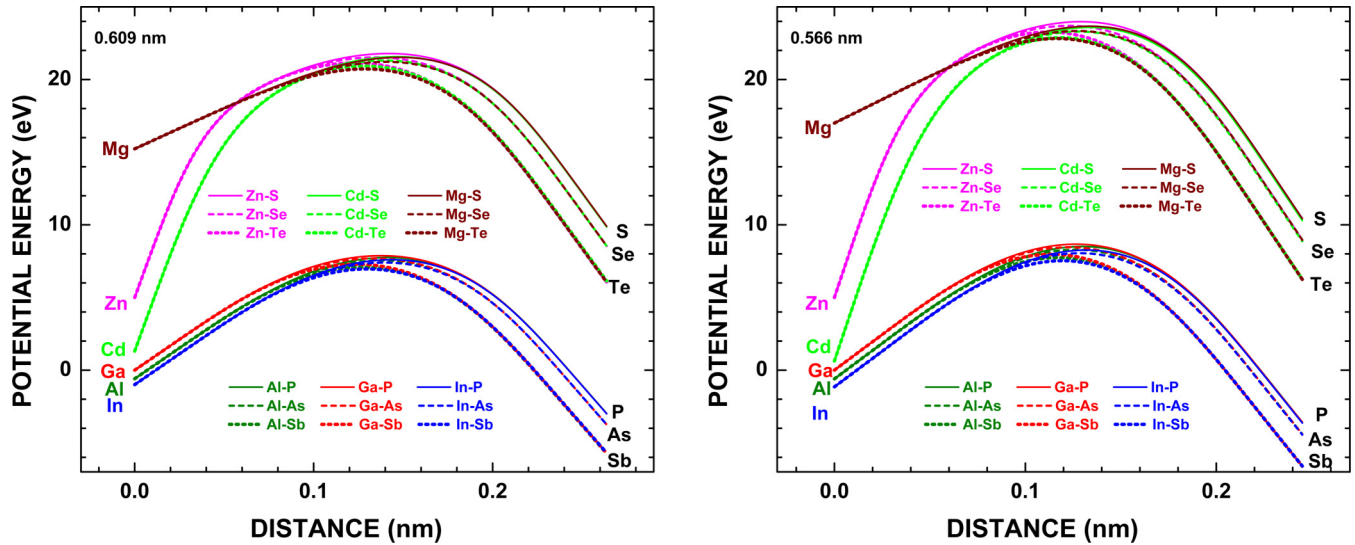 0.609 nm
POTENTIAL ENERGY (eV)
20
10
0
Mg
Zn
Cd
Ga
Al
In
Zn-S Cd-S Mg-S
Zn-Se Cd-Se Mg-Se
Zn-Te Cd-Te Mg-Te
S
Se
Te
Al-P Ga-P In-P
Al-As Ga-As In-As
Al-Sb Ga-Sb In-Sb
P
As
Sb
0.0 0.1 0.2
DISTANCE (nm)
0.566 nm
POTENTIAL ENERGY (eV)
20
10
0
Mg
Zn
Cd
Ga
Al
In
Zn-S Cd-S Mg-S
Zn-Se Cd-Se Mg-Se
Zn-Te Cd-Te Mg-Te
S
Se
Te
Al-P Ga-P In-P
Al-As Ga-As In-As
Al-Sb Ga-Sb In-Sb
P
As
Sb
0.0 0.1 0.2
DISTANCE (nm)